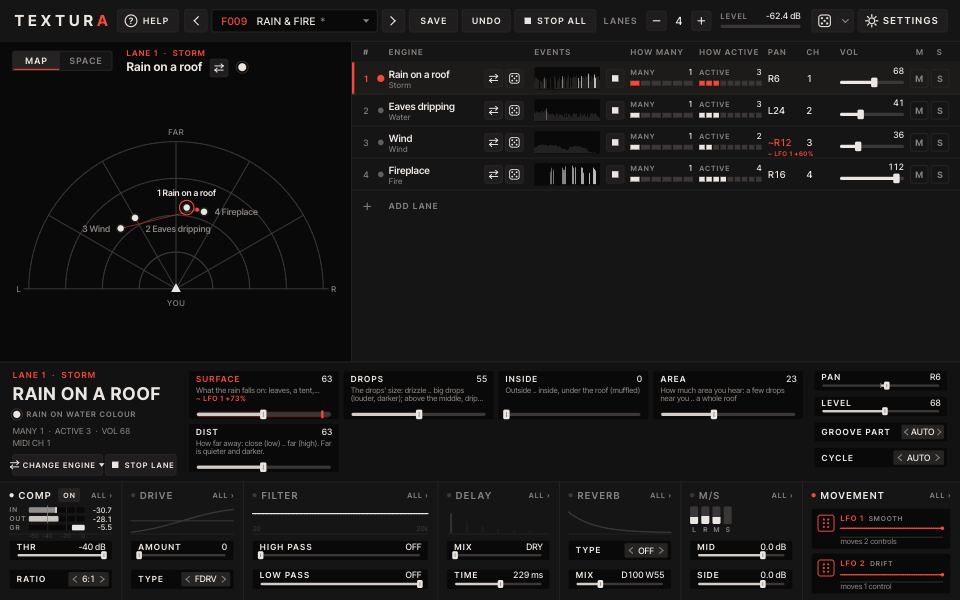 TEXTURA
HELP
F009 RAIN & FIRE *
SAVE
UNDO
STOP ALL
LANES
4
LEVEL -62.4 dB
SETTINGS
MAP
SPACE
LANE 1 · STORM
Rain on a roof
FAR
1 Rain on a roof
4 Fireplace
3 Wind
2 Eaves dripping
L
R
YOU
# ENGINE EVENTS HOW MANY HOW ACTIVE PAN CH VOL M S
1 Rain on a roof MANY 1 ACTIVE 3 R6 1 68 M S
Storm
2 Eaves dripping MANY 1 ACTIVE 3 L24 2 41 M S
Water
3 Wind MANY 1 ACTIVE 2 ~R12 3 36 M S
Wind ~ LFO 1 +60%
4 Fireplace MANY 1 ACTIVE 4 R16 4 112 M S
Fire
+ ADD LANE
LANE 1 · STORM
RAIN ON A ROOF
RAIN ON WATER COLOUR
MANY 1 · ACTIVE 3 · VOL 68
MIDI CH 1
CHANGE ENGINE
STOP LANE
SURFACE 63
What the rain falls on: leaves, a tent,...
~ LFO 1 +73%
DROPS 55
The drops' size: drizzle .. big drops
(louder, darker); above the middle, drip...
INSIDE 0
Outside .. inside, under the roof (muffled)
AREA 23
How much area you hear: a few drops
near you .. a whole roof
DIST 63
How far away: close (low) .. far (high). Far
is quieter and darker.
PAN R6
LEVEL 68
GROOVE PART < AUTO >
CYCLE < AUTO >
COMP ON ALL ›
IN -30.7
OUT -28.1
GR -5.5
THR -40 dB
RATIO < 6:1 >
DRIVE ALL ›
AMOUNT 0
TYPE < FDRV >
FILTER ALL ›
20 20k
HIGH PASS OFF
LOW PASS OFF
DELAY ALL ›
MIX DRY
TIME 229 ms
REVERB ALL ›
TYPE < OFF >
MIX D100 W55
M/S ALL ›
L R M S
MID 0.0 dB
SIDE 0.0 dB
MOVEMENT ALL ›
LFO 1 SMOOTH
moves 2 controls
LFO 2 DRIFT
moves 1 control